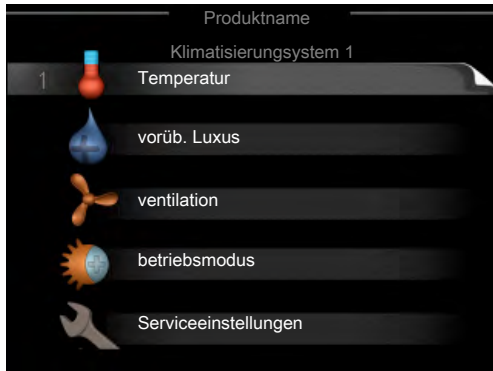 Produktname
Klimatisierungsystem 1
1 Temperatur
vorüb. Luxus
ventilation
betriebsmodus
Serviceeinstellungen